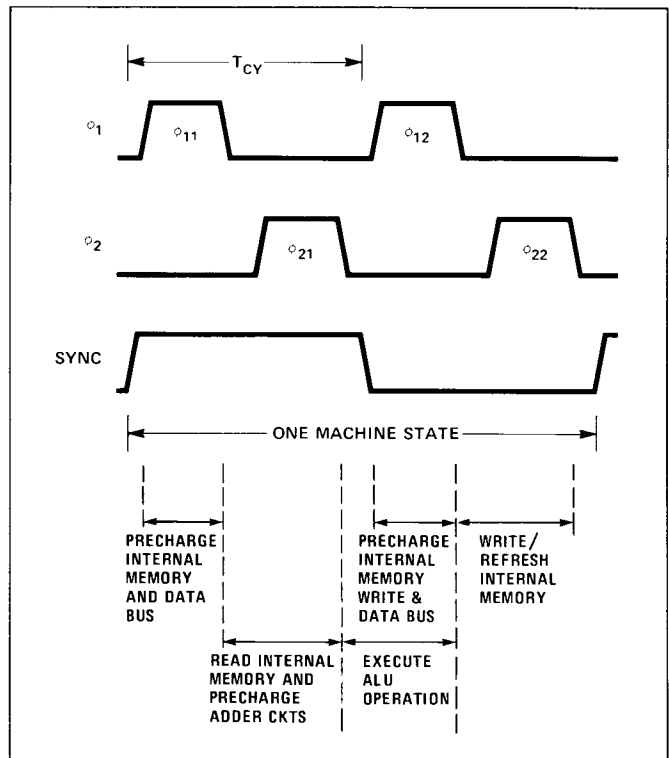 T_CY
φ1
φ11
φ12
φ2
φ21
φ22
SYNC
ONE MACHINE STATE
PRECHARGE
INTERNAL
MEMORY
AND DATA
BUS
PRECHARGE
INTERNAL
MEMORY
WRITE &
DATA BUS
WRITE/
REFRESH
INTERNAL
MEMORY
READ INTERNAL
MEMORY AND
PRECHARGE
ADDER CKTS
EXECUTE
ALU
OPERATION